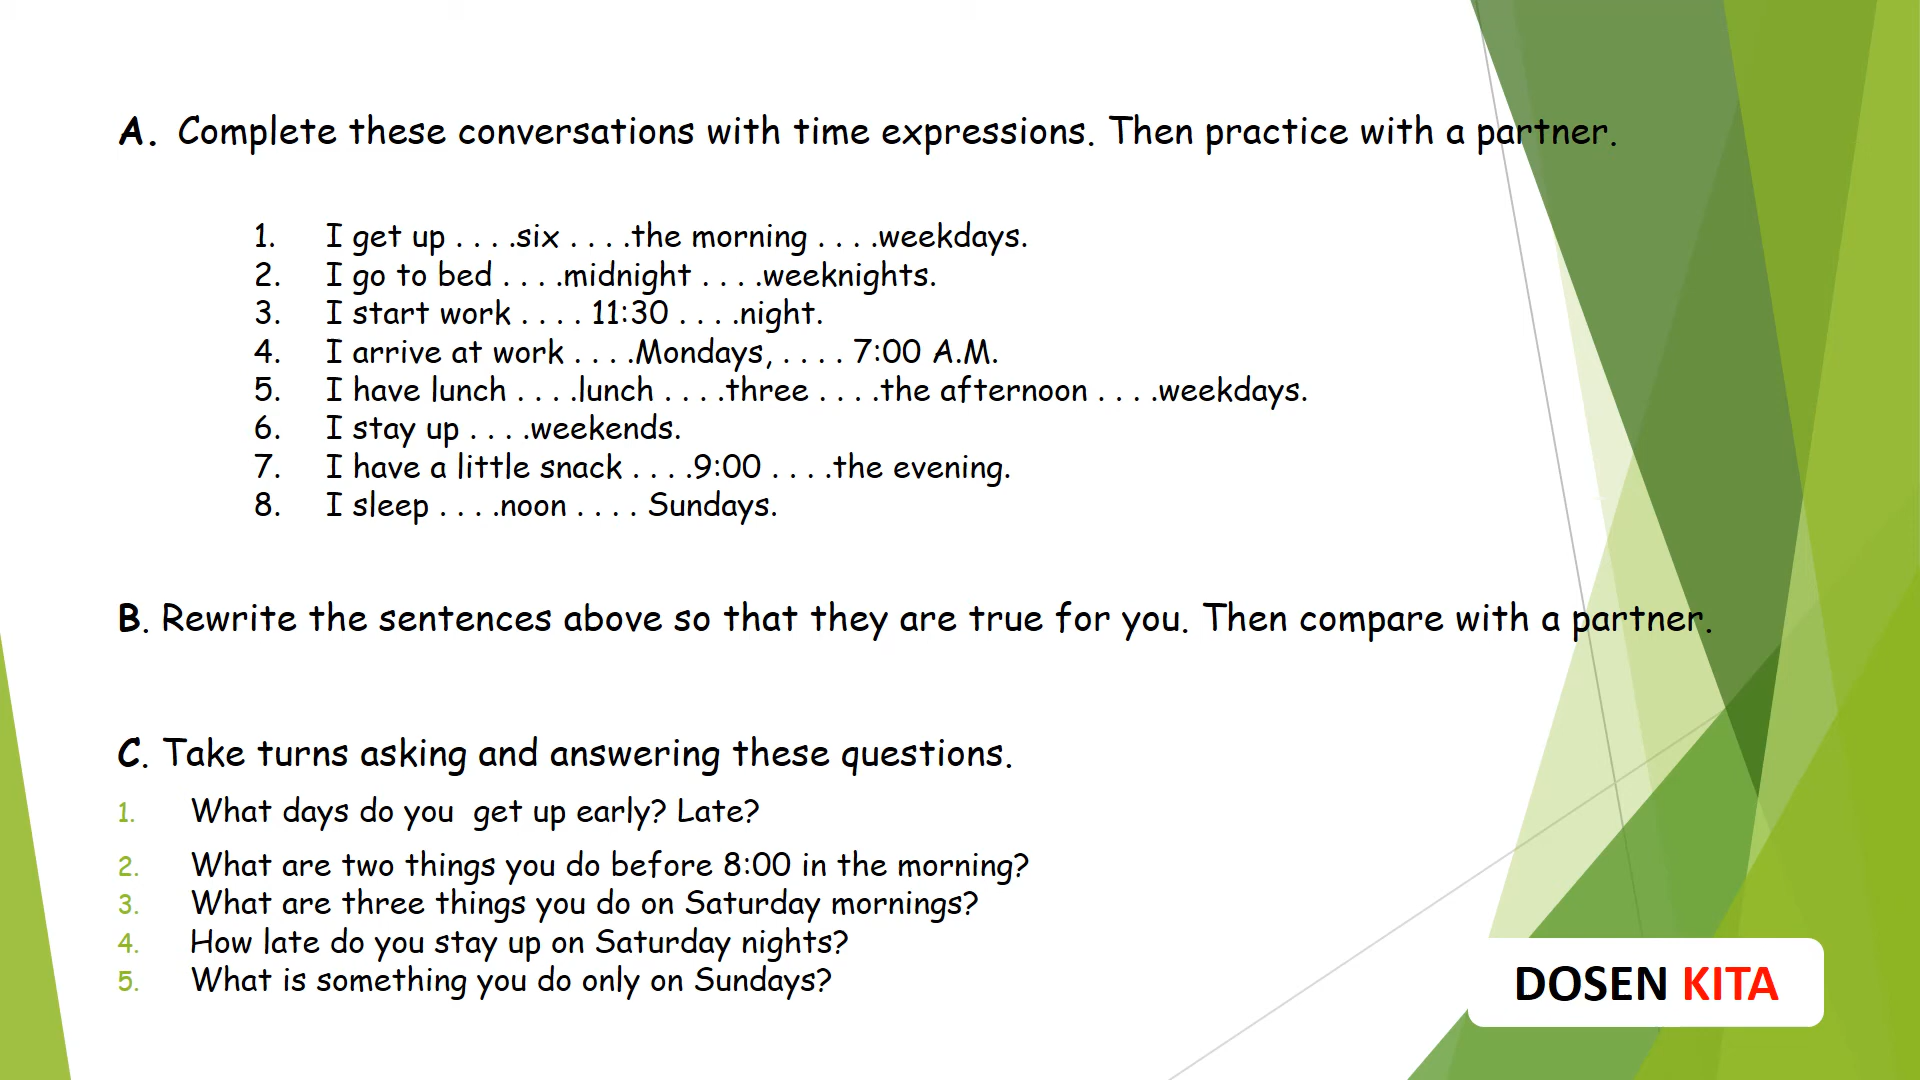 A. Complete these conversations with time expressions. Then practice with a partner.
1. I get up . . . .six . . . .the morning . . . .weekdays.
2. I go to bed . . . .midnight . . . .weeknights.
3. I start work . . . . 11:30 . . . .night.
4. I arrive at work . . . .Mondays, . . . . 7:00 A.M.
5. I have lunch . . . .lunch . . . .three . . . .the afternoon . . . .weekdays.
6. I stay up . . . .weekends.
7. I have a little snack . . . .9:00 . . . .the evening.
8. I sleep . . . .noon . . . . Sundays.
B. Rewrite the sentences above so that they are true for you. Then compare with a partner.
C. Take turns asking and answering these questions.
1. What days do you  get up early? Late?
2. What are two things you do before 8:00 in the morning?
3. What are three things you do on Saturday mornings?
4. How late do you stay up on Saturday nights?
5. What is something you do only on Sundays?
DOSEN KITA